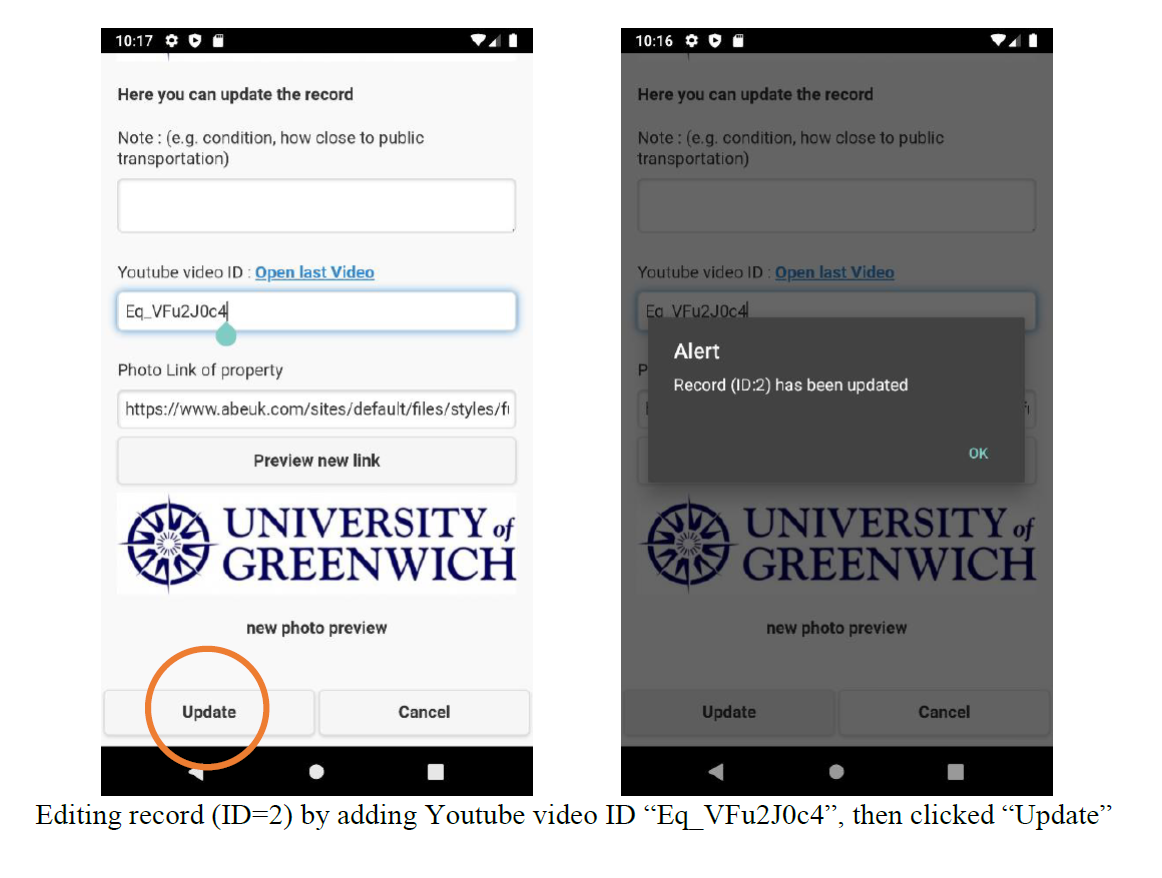 10:17
Here you can update the record
Note : (e.g. condition, how close to public
transportation)
Youtube video ID : Open last Video
Eq_VFu2J0c4
Photo Link of property
https://www.abeuk.com/sites/default/files/styles/f
Preview new link
UNIVERSITY of
GREENWICH
new photo preview
Update Cancel
10:16
Here you can update the record
Note : (e.g. condition, how close to public
transportation)
Youtube video ID : Open last Video
Eq_VFu2J0c4
P
Alert
Record (ID:2) has been updated
OK
UNIVERSITY of
GREENWICH
new photo preview
Update Cancel
Editing record (ID=2) by adding Youtube video ID “Eq_VFu2J0c4”, then clicked “Update”